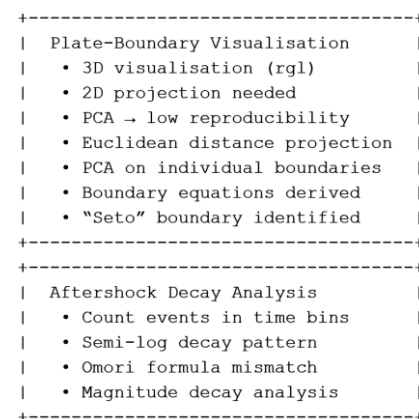 +-----------------------------------+
| Plate-Boundary Visualisation |
| • 3D visualisation (rgl) |
| • 2D projection needed |
| • PCA → low reproducibility |
| • Euclidean distance projection |
| • PCA on individual boundaries |
| • Boundary equations derived |
| • “Seto” boundary identified |
+-----------------------------------+
+-----------------------------------+
| Aftershock Decay Analysis |
| • Count events in time bins |
| • Semi-log decay pattern |
| • Omori formula mismatch |
| • Magnitude decay analysis |
+-----------------------------------+